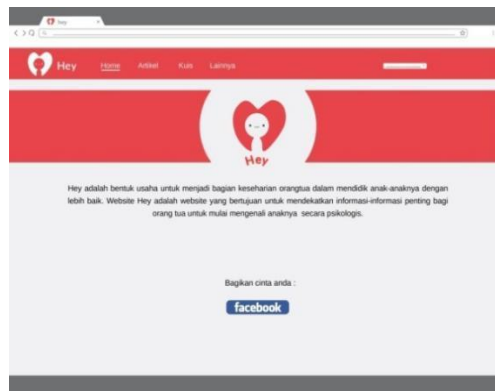 hey
Hey Home Artikel Kuis Lainnya
Hey
Hey adalah bentuk usaha untuk menjadi bagian keseharian orangtua dalam mendidik anak-anaknya dengan
lebih baik. Website Hey adalah website yang bertujuan untuk mendekatkan informasi-informasi penting bagi
orang tua untuk mulai mengenali anaknya secara psikologis.
Bagikan cinta anda :
facebook